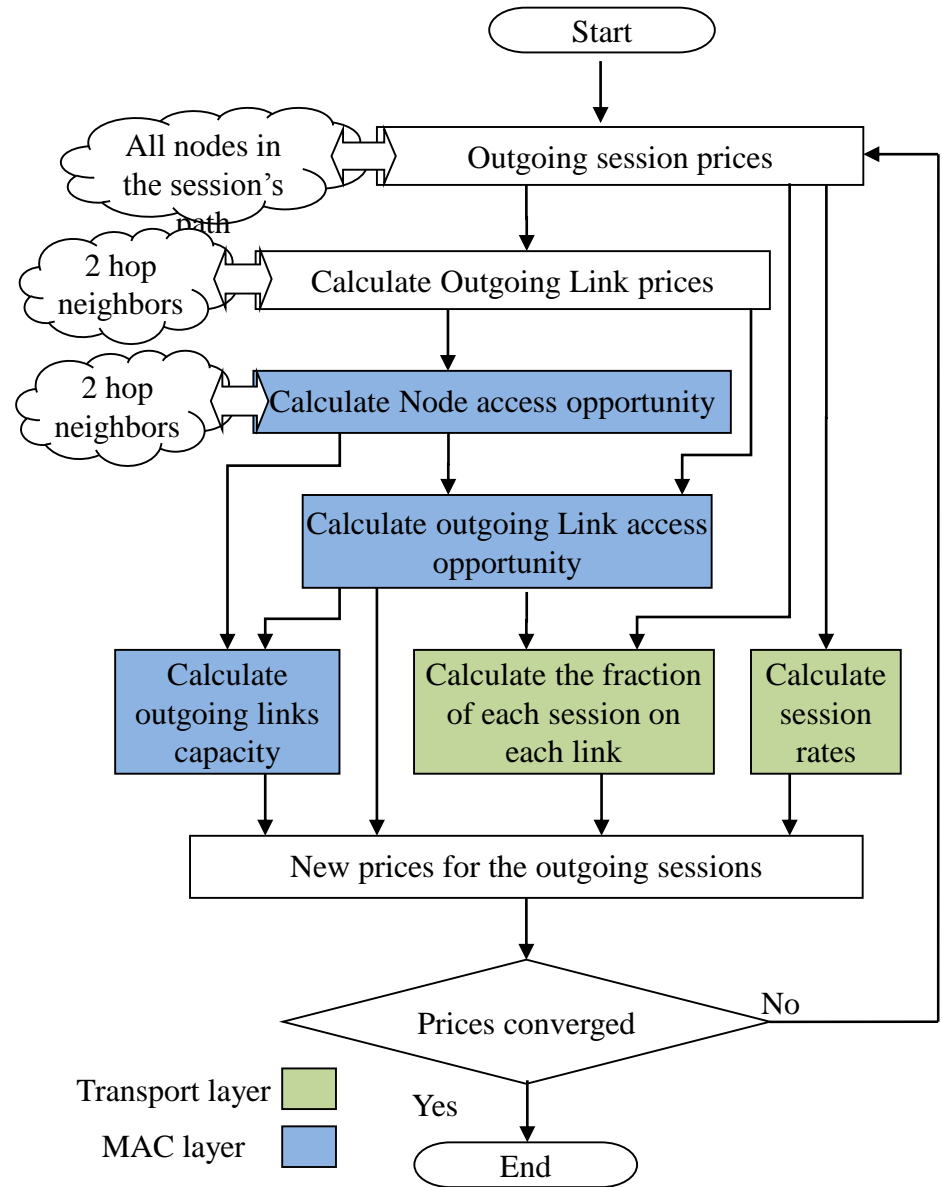 Start
All nodes in
the session's
path
Outgoing session prices
2 hop
neighbors
Calculate Outgoing Link prices
2 hop
neighbors
Calculate Node access opportunity
Calculate outgoing Link access
opportunity
Calculate
outgoing links
capacity
Calculate the fraction
of each session on
each link
Calculate
session
rates
New prices for the outgoing sessions
Prices converged
No
Transport layer
MAC layer
Yes
End